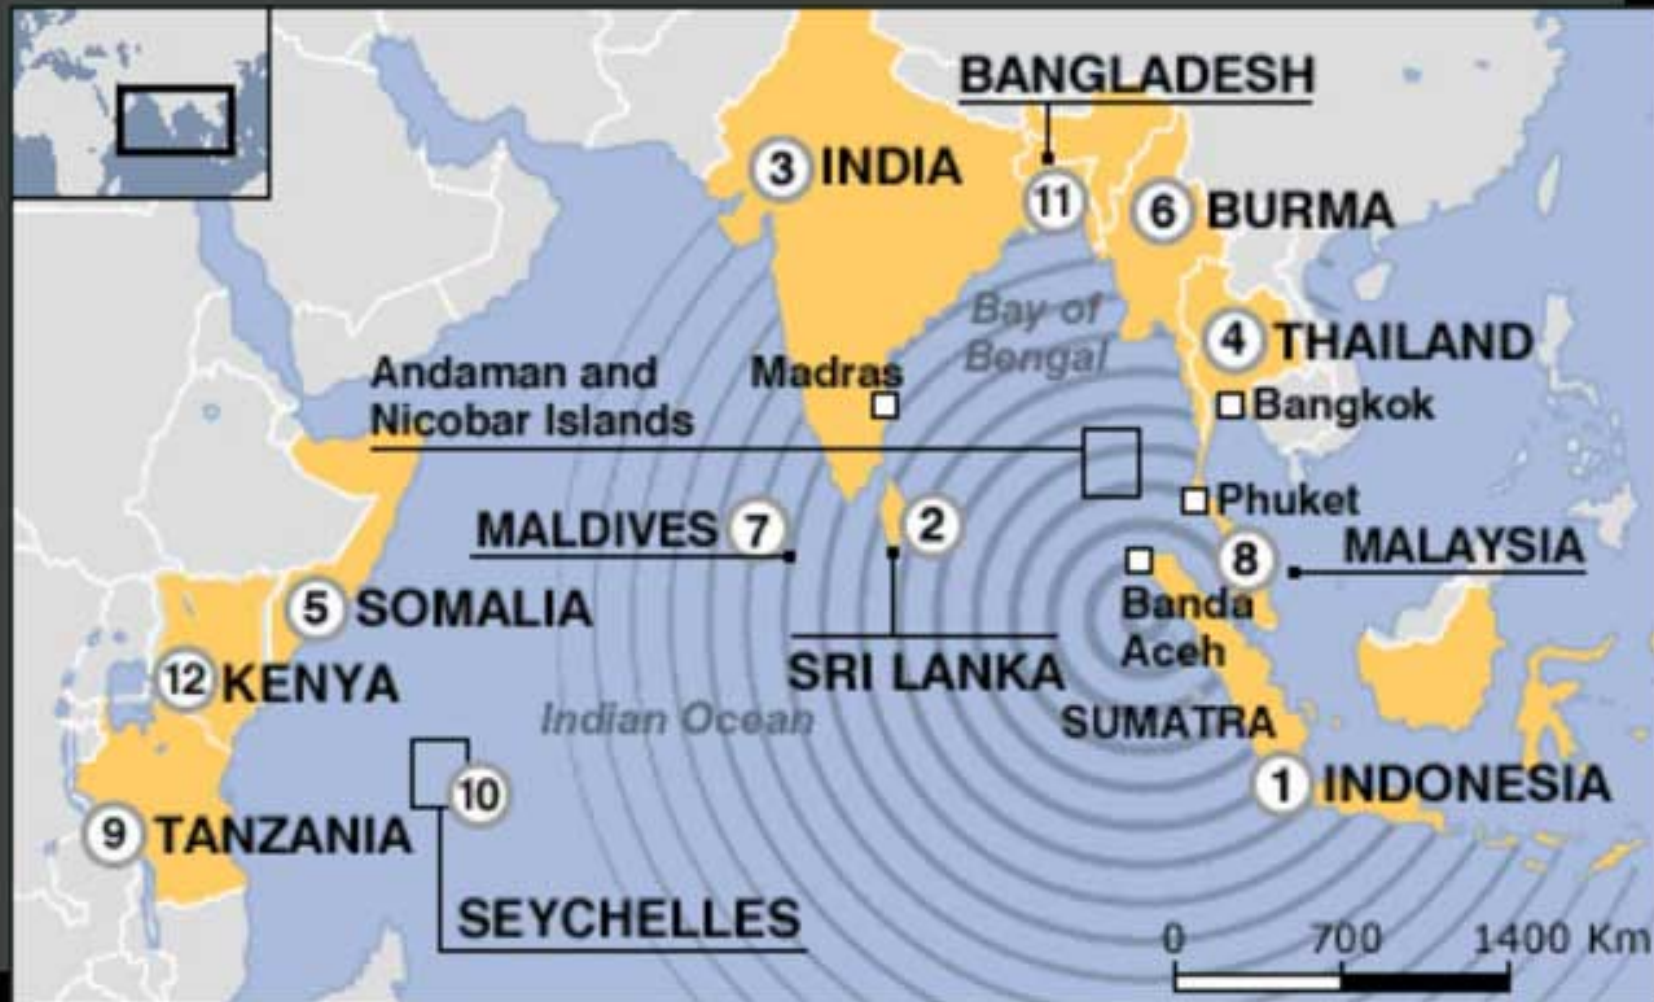 BANGLADESH
3 INDIA
11
6 BURMA
Bay of
Bengal
4 THAILAND
Andaman and
Nicobar Islands
Madras
Bangkok
Phuket
MALDIVES 7
2
8
MALAYSIA
Banda
Aceh
5 SOMALIA
SRI LANKA
12 KENYA
Indian Ocean
SUMATRA
10
1 INDONESIA
9 TANZANIA
SEYCHELLES
0 700 1400 Km